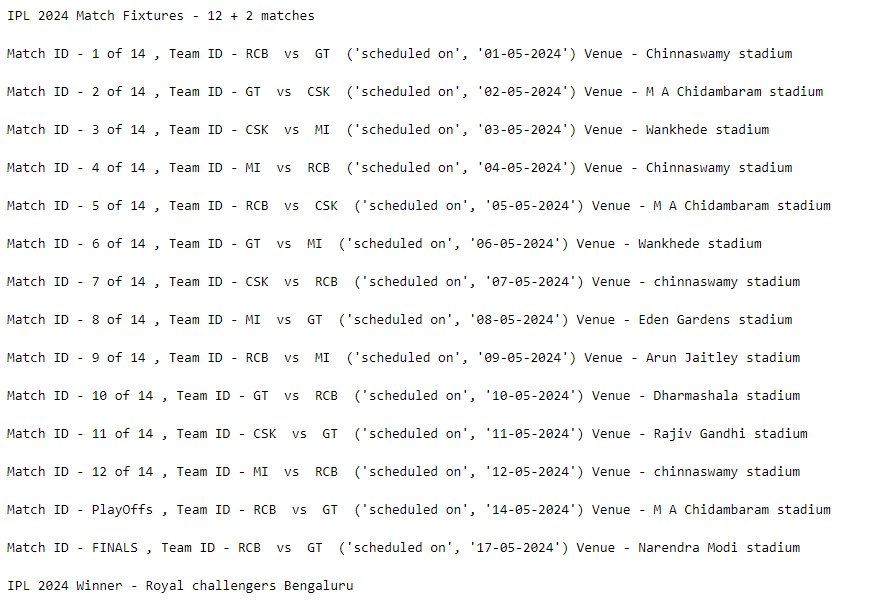 IPL 2024 Match Fixtures - 12 + 2 matches
Match ID - 1 of 14 , Team ID - RCB  vs  GT  ('scheduled on', '01-05-2024') Venue - Chinnaswamy stadium
Match ID - 2 of 14 , Team ID - GT  vs  CSK  ('scheduled on', '02-05-2024') Venue - M A Chidambaram stadium
Match ID - 3 of 14 , Team ID - CSK  vs  MI  ('scheduled on', '03-05-2024') Venue - Wankhede stadium
Match ID - 4 of 14 , Team ID - MI  vs  RCB  ('scheduled on', '04-05-2024') Venue - Chinnaswamy stadium
Match ID - 5 of 14 , Team ID - RCB  vs  CSK  ('scheduled on', '05-05-2024') Venue - M A Chidambaram stadium
Match ID - 6 of 14 , Team ID - GT  vs  MI  ('scheduled on', '06-05-2024') Venue - Wankhede stadium
Match ID - 7 of 14 , Team ID - CSK  vs  RCB  ('scheduled on', '07-05-2024') Venue - chinnaswamy stadium
Match ID - 8 of 14 , Team ID - MI  vs  GT  ('scheduled on', '08-05-2024') Venue - Eden Gardens stadium
Match ID - 9 of 14 , Team ID - RCB  vs  MI  ('scheduled on', '09-05-2024') Venue - Arun Jaitley stadium
Match ID - 10 of 14 , Team ID - GT  vs  RCB  ('scheduled on', '10-05-2024') Venue - Dharmashala stadium
Match ID - 11 of 14 , Team ID - CSK  vs  GT  ('scheduled on', '11-05-2024') Venue - Rajiv Gandhi stadium
Match ID - 12 of 14 , Team ID - MI  vs  RCB  ('scheduled on', '12-05-2024') Venue - chinnaswamy stadium
Match ID - PlayOffs , Team ID - RCB  vs  GT  ('scheduled on', '14-05-2024') Venue - M A Chidambaram stadium
Match ID - FINALS , Team ID - RCB  vs  GT  ('scheduled on', '17-05-2024') Venue - Narendra Modi stadium
IPL 2024 Winner - Royal challengers Bengaluru